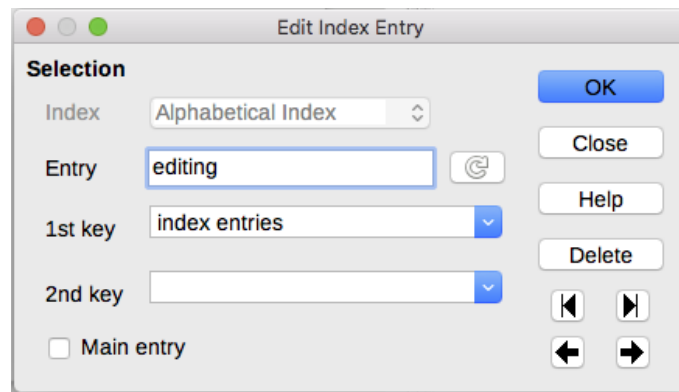 Edit Index Entry
Selection
Index Alphabetical Index
Entry editing
1st key index entries
2nd key
Main entry
OK
Close
Help
Delete